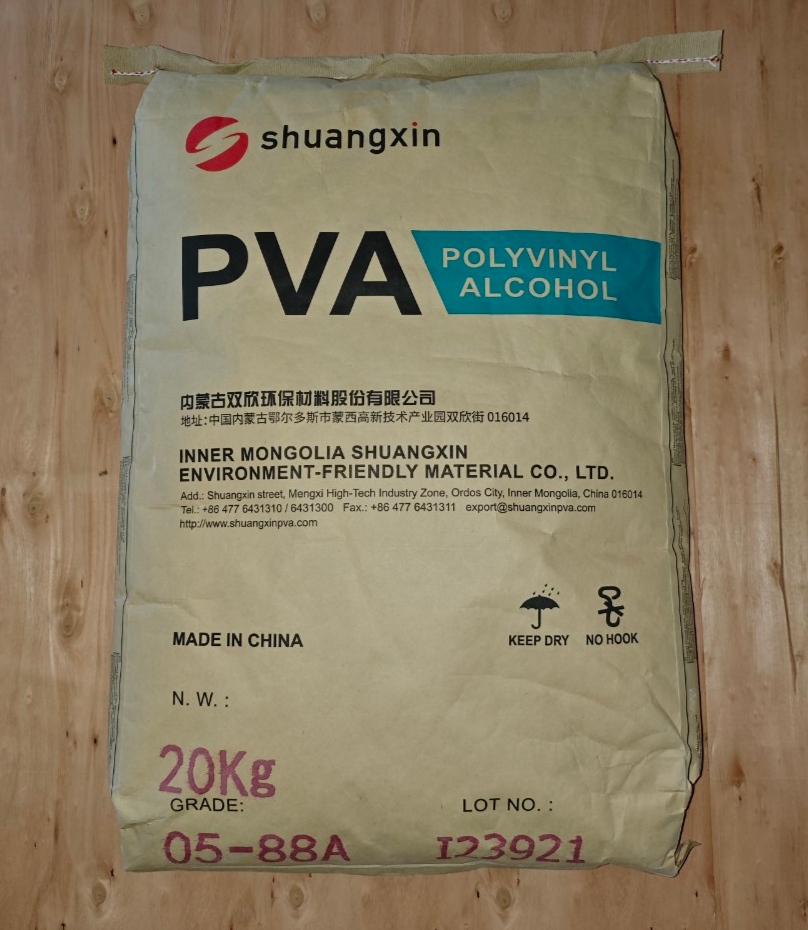 shuangxin
PVA
POLYVINYL
ALCOHOL
内蒙古双欣环保材料股份有限公司
地址：中国内蒙古鄂尔多斯市蒙西高新技术产业园双欣街 016014
INNER MONGOLIA SHUANGXIN
ENVIRONMENT-FRIENDLY MATERIAL CO., LTD.
Add.: Shuangxin street, Mengxi High-Tech Industry Zone, Ordos City, Inner Mongolia, China 016014
Tel.: +86 477 6431310 / 6431300 Fax.: +86 477 6431311 export@shuangxinpva.com
http://www.shuangxinpva.com
KEEP DRY NO HOOK
MADE IN CHINA
N. W. :
20Kg
GRADE: LOT NO. :
05-88A I23921